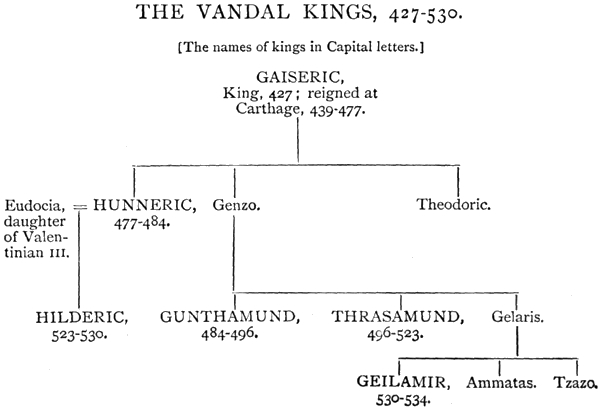 THE VANDAL KINGS, 427-530.
[The names of kings in Capital letters.]
GAISERIC,
King, 427; reigned at
Carthage, 439-477.
Eudocia, = HUNNERIC, Genzo. Theodoric.
daughter 477-484.
of Valen-
tinian III.
HILDERIC, GUNTHAMUND, THRASAMUND, Gelaris.
523-530. 484-496. 496-523.
GEILAMIR, Ammatas. Tzazo.
530-534.